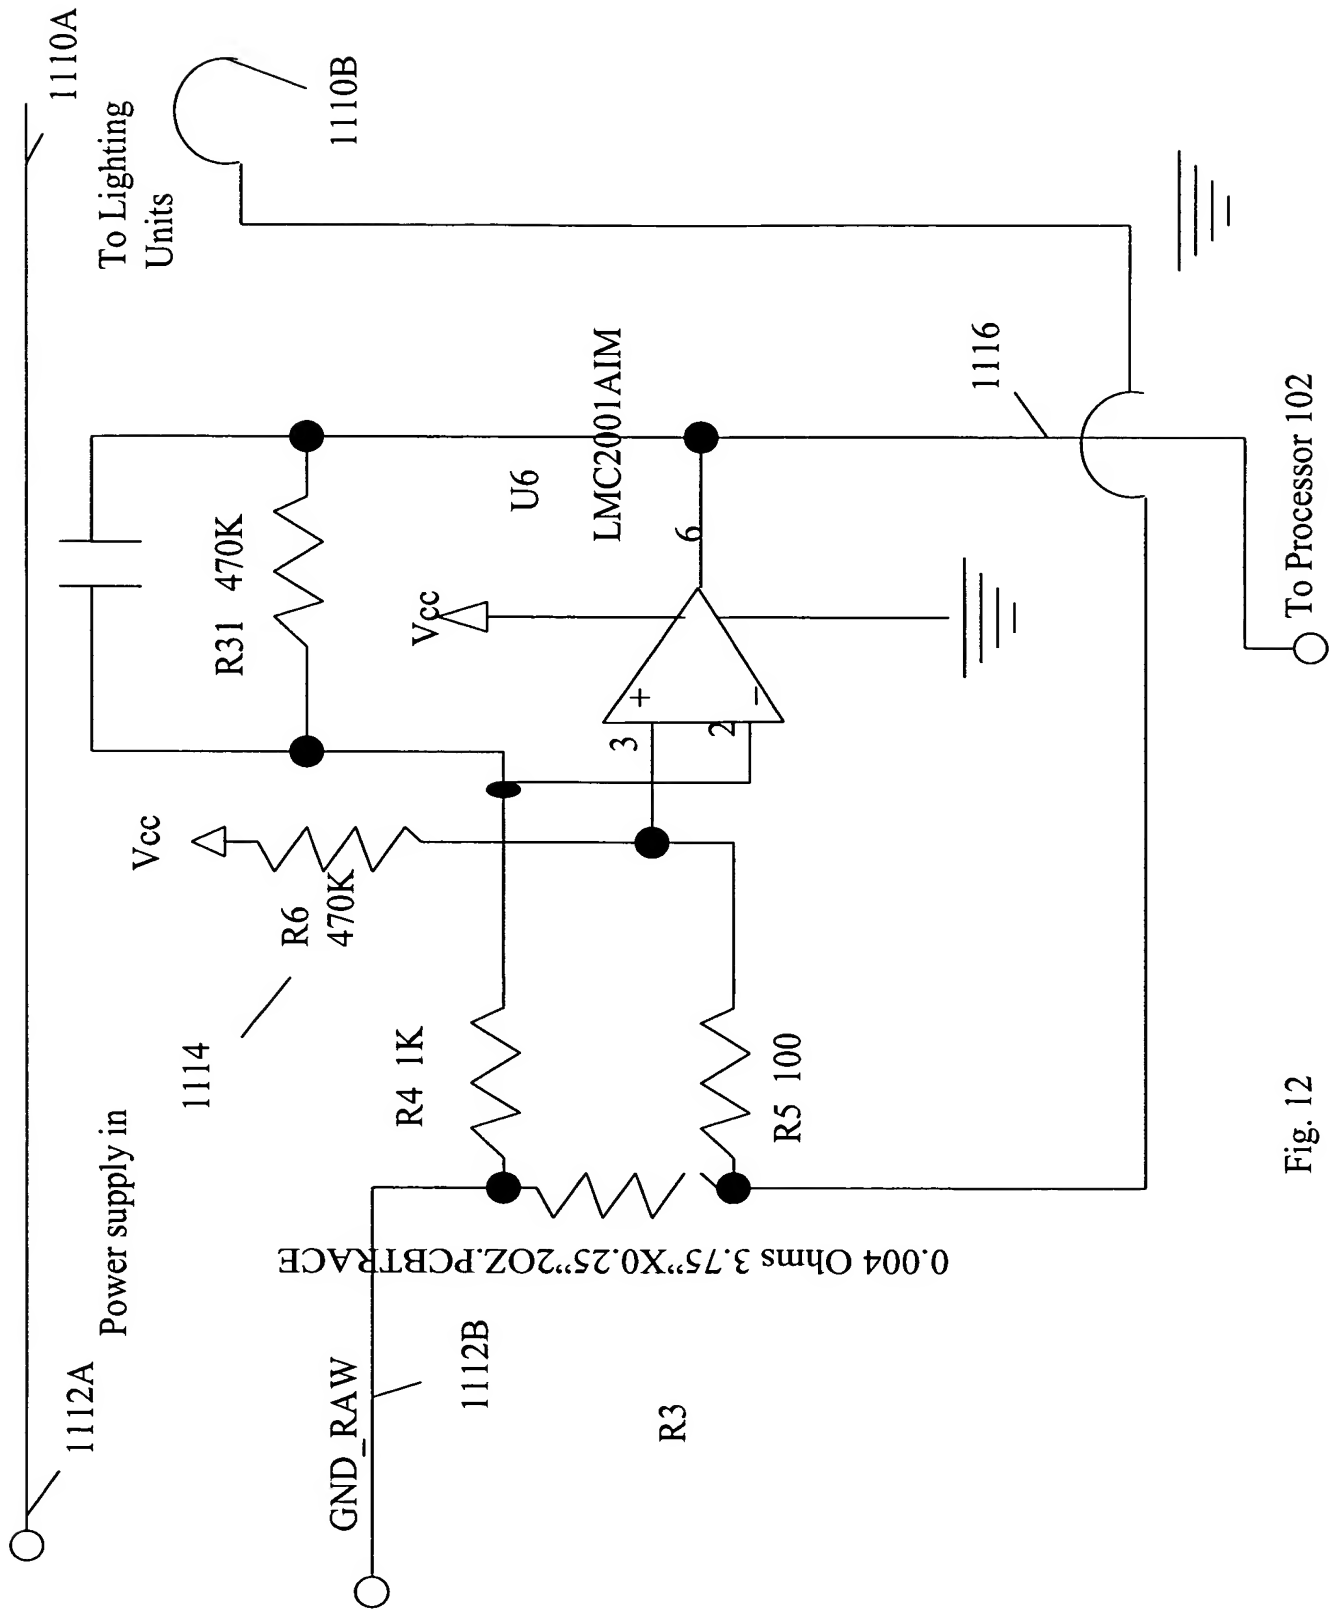 1112A
Power supply in
1110A
To Lighting
Units
1110B
GND_RAW
1112B
R3
0.004 Ohms 3.75”X0.25”2OZ.PCBTRACE
1114
Vcc
R6
470K
R31 470K
R4 1K
R5 100
Vcc
U6
LMC2001AIM
3
+
2
−
6
1116
To Processor 102
Fig. 12